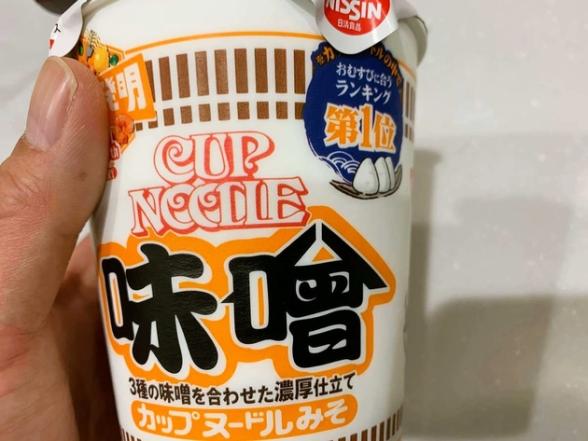 NISSIN
日清食品
おむすびに合う
ランキング
第1位
明
CUP
NOODLE
味噌
3種の味噌を合わせた濃厚仕立て
カップヌードルみそ